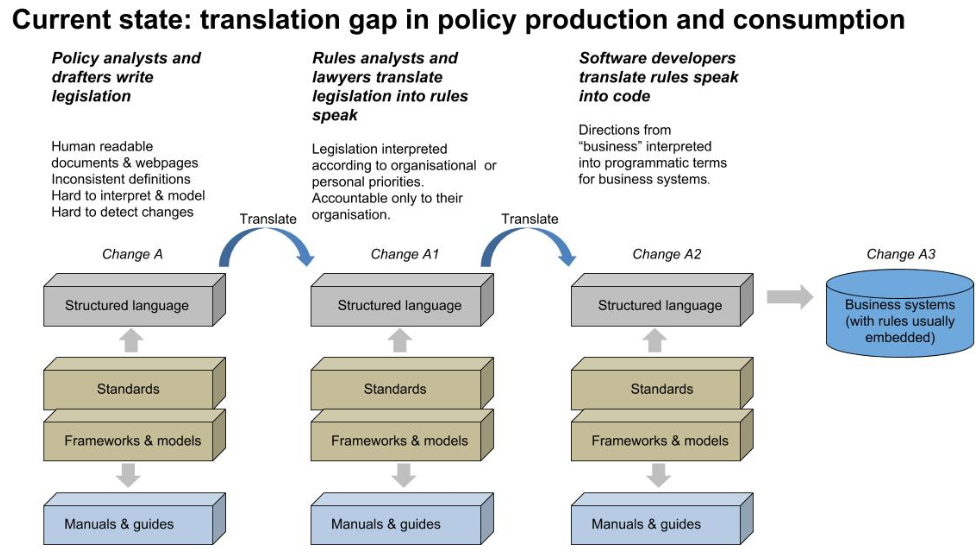 Current state: translation gap in policy production and consumption
Policy analysts and
drafters write
legislation
Human readable
documents & webpages
Inconsistent definitions
Hard to interpret & model
Hard to detect changes
Rules analysts and
lawyers translate
legislation into rules
speak
Legislation interpreted
according to organisational or
personal priorities.
Accountable only to their
organisation.
Software developers
translate rules speak
into code
Directions from
“business” interpreted
into programmatic terms
for business systems.
Translate
Translate
Change A
Change A1
Change A2
Change A3
Structured language
Structured language
Structured language
Business systems
(with rules usually
embedded)
Standards
Standards
Standards
Frameworks & models
Frameworks & models
Frameworks & models
Manuals & guides
Manuals & guides
Manuals & guides